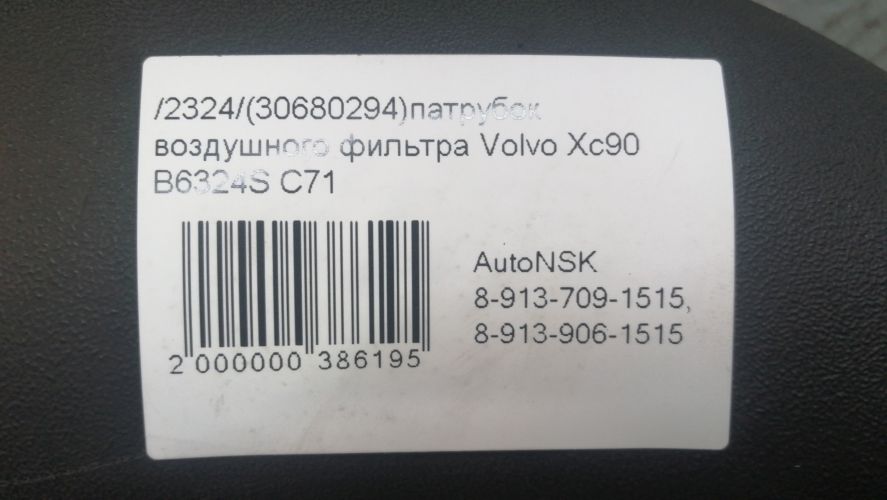 /2324/(30680294)патрубок
воздушного фильтра Volvo Xc90
B6324S C71
AutoNSK
8-913-709-1515,
8-913-906-1515
2 000000 386195